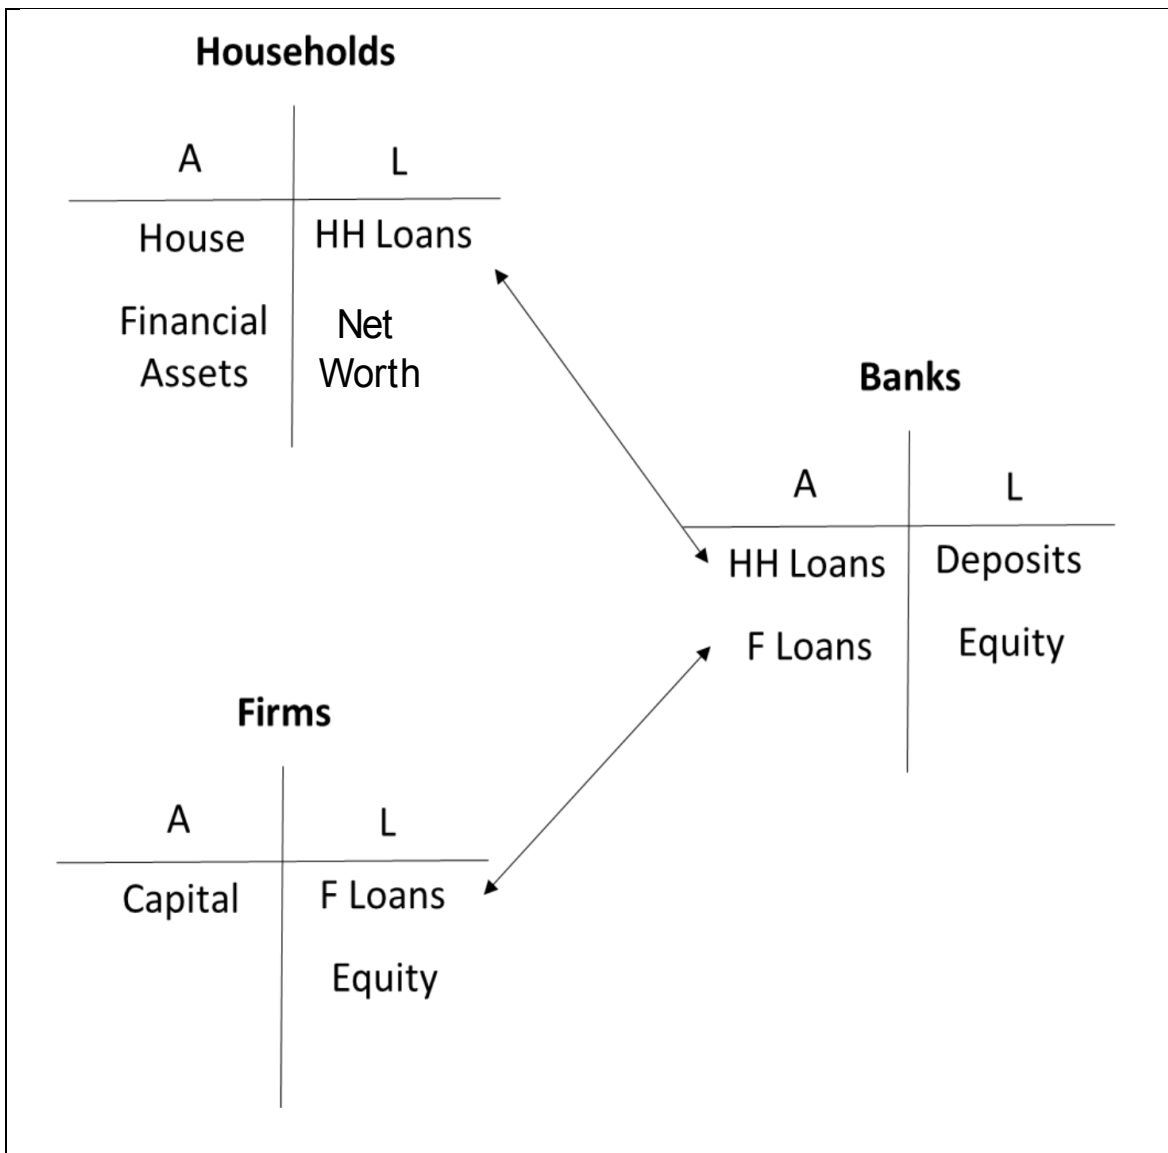 Households
A
L
House
HH Loans
Financial
Assets
Net
Worth
Banks
A
L
HH Loans
Deposits
F Loans
Equity
Firms
A
L
Capital
F Loans
Equity